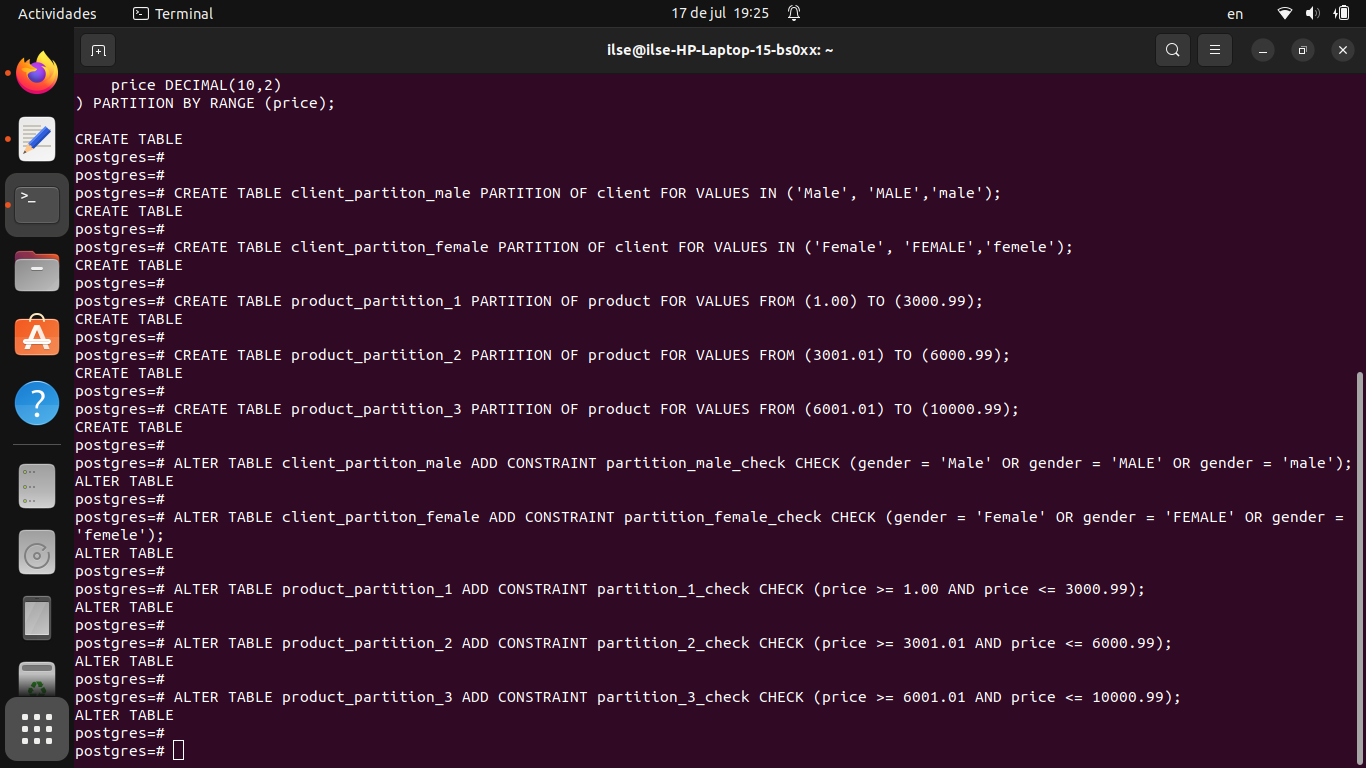 Actividades
Terminal
17 de jul 19:25
en
ilse@ilse-HP-Laptop-15-bs0xx: ~
    price DECIMAL(10,2)
) PARTITION BY RANGE (price);
CREATE TABLE
postgres=#
postgres=#
postgres=# CREATE TABLE client_partiton_male PARTITION OF client FOR VALUES IN ('Male', 'MALE','male');
CREATE TABLE
postgres=#
postgres=# CREATE TABLE client_partiton_female PARTITION OF client FOR VALUES IN ('Female', 'FEMALE','femele');
CREATE TABLE
postgres=#
postgres=# CREATE TABLE product_partition_1 PARTITION OF product FOR VALUES FROM (1.00) TO (3000.99);
CREATE TABLE
postgres=#
postgres=# CREATE TABLE product_partition_2 PARTITION OF product FOR VALUES FROM (3001.01) TO (6000.99);
CREATE TABLE
postgres=#
postgres=# CREATE TABLE product_partition_3 PARTITION OF product FOR VALUES FROM (6001.01) TO (10000.99);
CREATE TABLE
postgres=#
postgres=# ALTER TABLE client_partiton_male ADD CONSTRAINT partition_male_check CHECK (gender = 'Male' OR gender = 'MALE' OR gender = 'male');
ALTER TABLE
postgres=#
postgres=# ALTER TABLE client_partiton_female ADD CONSTRAINT partition_female_check CHECK (gender = 'Female' OR gender = 'FEMALE' OR gender =
'femele');
ALTER TABLE
postgres=#
postgres=# ALTER TABLE product_partition_1 ADD CONSTRAINT partition_1_check CHECK (price >= 1.00 AND price <= 3000.99);
ALTER TABLE
postgres=#
postgres=# ALTER TABLE product_partition_2 ADD CONSTRAINT partition_2_check CHECK (price >= 3001.01 AND price <= 6000.99);
ALTER TABLE
postgres=#
postgres=# ALTER TABLE product_partition_3 ADD CONSTRAINT partition_3_check CHECK (price >= 6001.01 AND price <= 10000.99);
ALTER TABLE
postgres=#
postgres=#